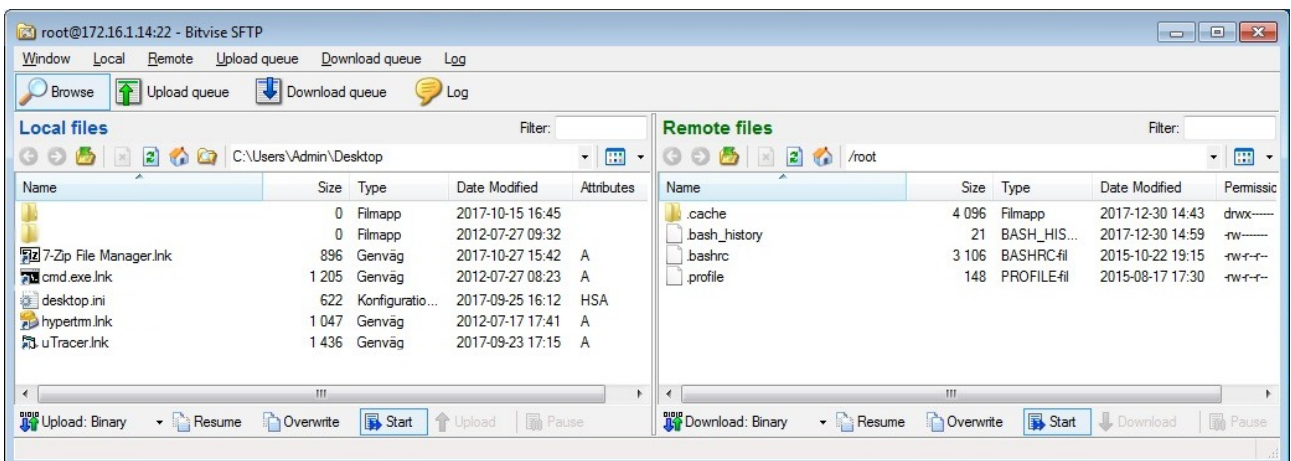 root@172.16.1.14:22 - Bitvise SFTP
Window Local Remote Upload queue Download queue Log
Browse Upload queue Download queue Log
Local files Filter:
C:\Users\Admin\Desktop
Name Size Type Date Modified Attributes
0 Filmapp 2017-10-15 16:45
0 Filmapp 2012-07-27 09:32
7-Zip File Manager.lnk 896 Genväg 2017-10-27 15:42 A
cmd.exe.lnk 1 205 Genväg 2012-07-27 08:23 A
desktop.ini 622 Konfiguratio... 2017-09-25 16:12 HSA
hypertrm.lnk 1 047 Genväg 2012-07-17 17:41 A
uTracer.lnk 1 436 Genväg 2017-09-23 17:15 A
Upload: Binary Resume Overwrite Start Upload Pause
Remote files Filter:
/root
Name Size Type Date Modified Permissic
.cache 4 096 Filmapp 2017-12-30 14:43 drwx------
.bash_history 21 BASH_HIS... 2017-12-30 14:59 -rw-------
.bashrc 3 106 BASHRC-fil 2015-10-22 19:15 -rw-r--r--
.profile 148 PROFILE-fil 2015-08-17 17:30 -rw-r--r--
Download: Binary Resume Overwrite Start Download Pause